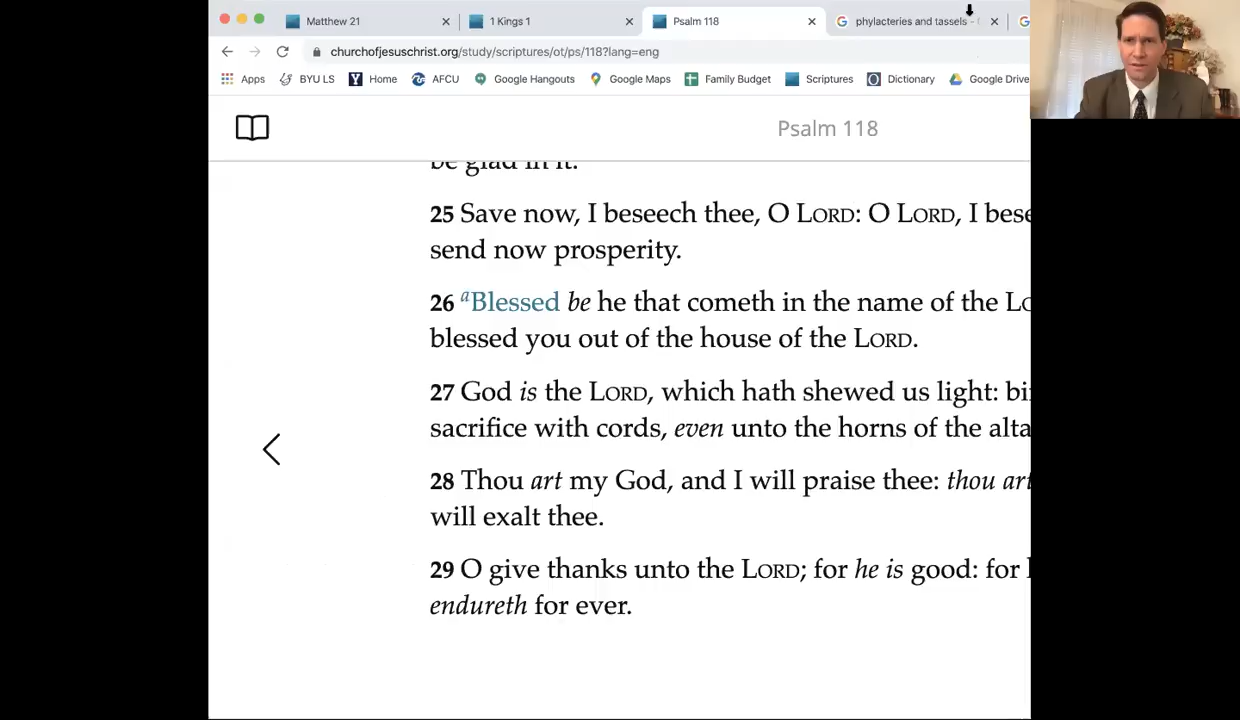 Matthew 21
1 Kings 1
Psalm 118
phylacteries and tassels -
churchofjesuschrist.org/study/scriptures/ot/ps/118?lang=eng
Apps
BYU LS
Home
AFCU
Google Hangouts
Google Maps
Family Budget
Scriptures
Dictionary
Google Drive
Psalm 118
be glad in it.
25 Save now, I beseech thee, O LORD: O LORD, I bese
send now prosperity.
26 a Blessed be he that cometh in the name of the LO
blessed you out of the house of the LORD.
27 God is the LORD, which hath shewed us light: bi
sacrifice with cords, even unto the horns of the alta
28 Thou art my God, and I will praise thee: thou art
will exalt thee.
29 O give thanks unto the LORD; for he is good: for
endureth for ever.